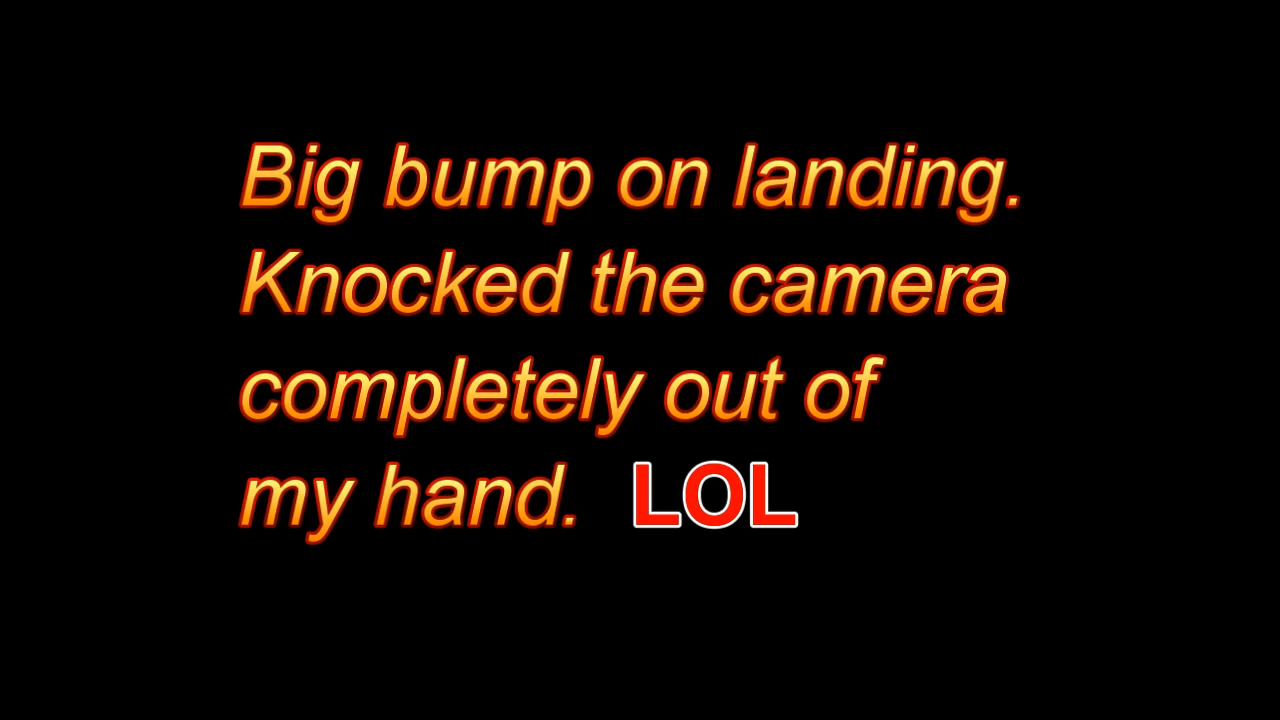 Big bump on landing.
Knocked the camera
completely out of
my hand. LOL